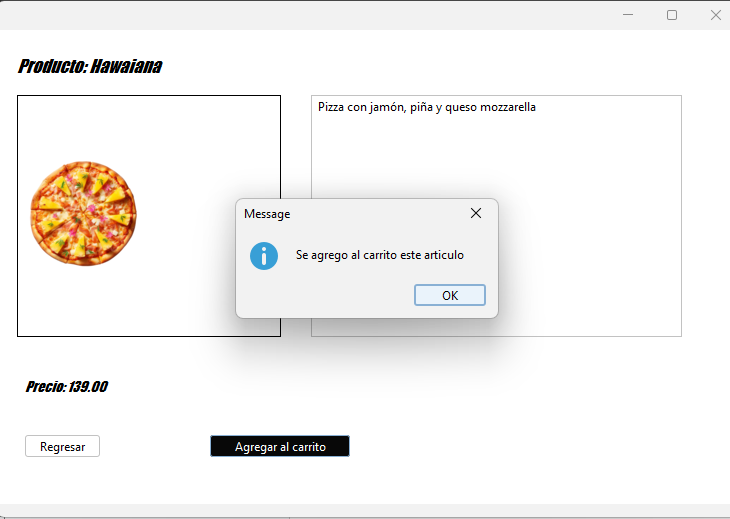 Producto: Hawaiana
Pizza con jamón, piña y queso mozzarella
Message
Se agrego al carrito este articulo
OK
Precio: 139.00
Regresar
Agregar al carrito